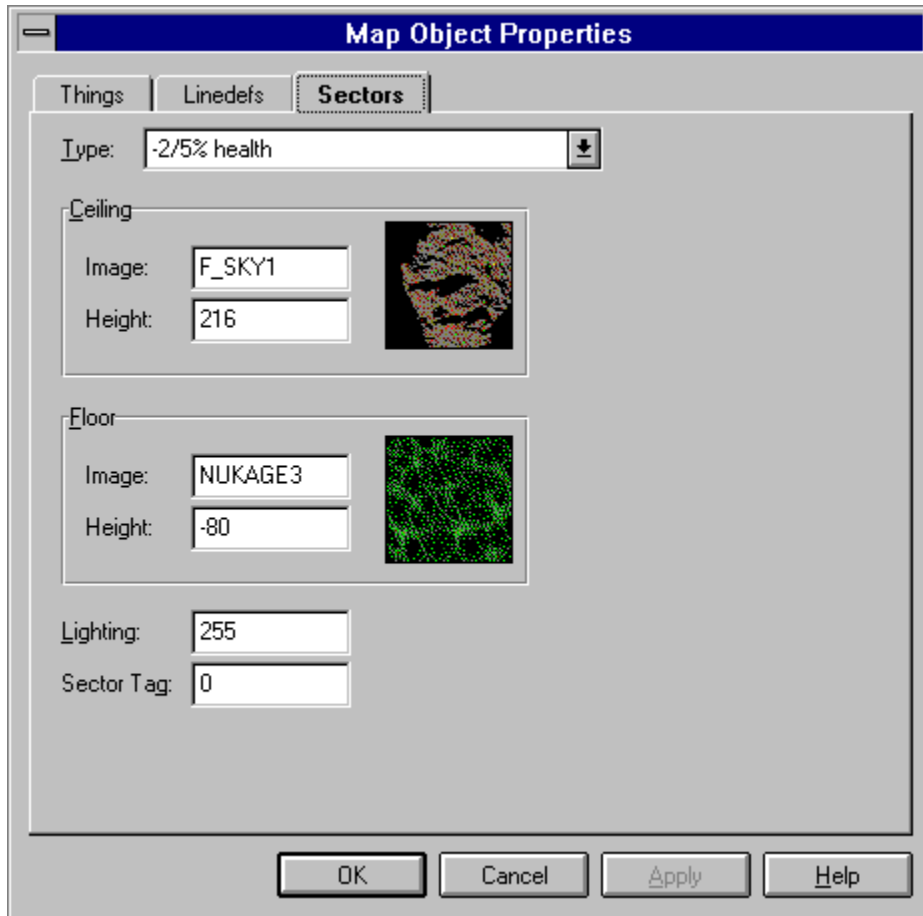 Map Object Properties
Things Linedefs Sectors
Type: -2/5% health
Ceiling
Image: F_SKY1
Height: 216
Floor
Image: NUKAGE3
Height: -80
Lighting: 255
Sector Tag: 0
OK Cancel Apply Help